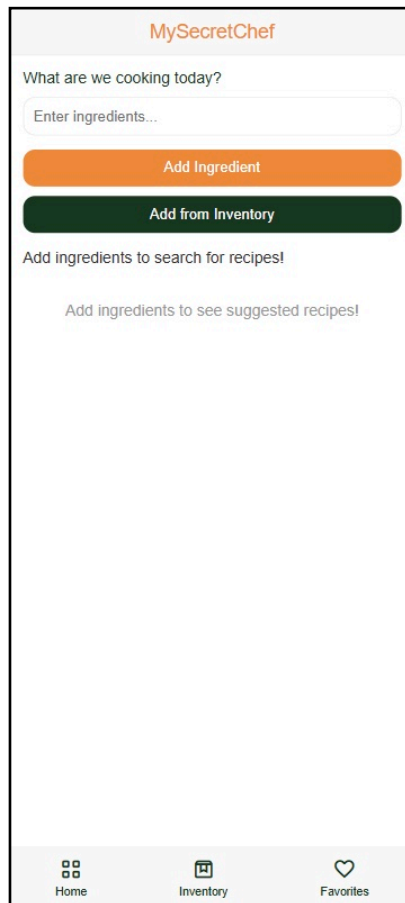 MySecretChef
What are we cooking today?
Enter ingredients...
Add Ingredient
Add from Inventory
Add ingredients to search for recipes!
Add ingredients to see suggested recipes!
Home Inventory Favorites